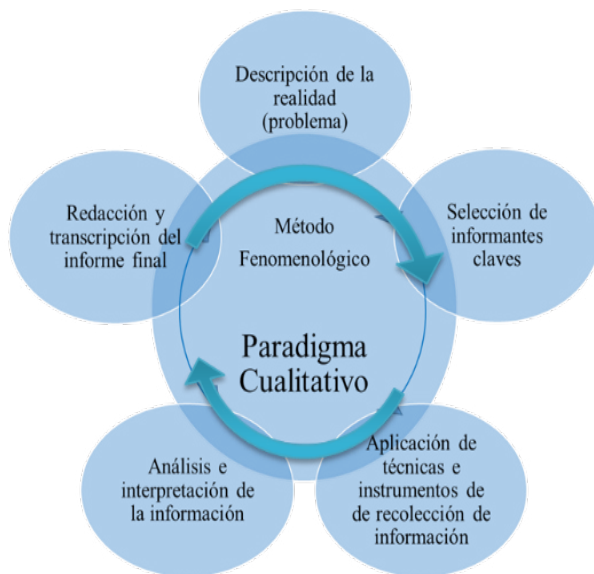 Descripción de la
realidad
(problema)
Redacción y
transcripción del
informe final
Selección de
informantes
claves
Método
Fenomenológico
Paradigma
Cualitativo
Análisis e
interpretación de
la información
Aplicación de
técnicas e
instrumentos de
de recolección de
información